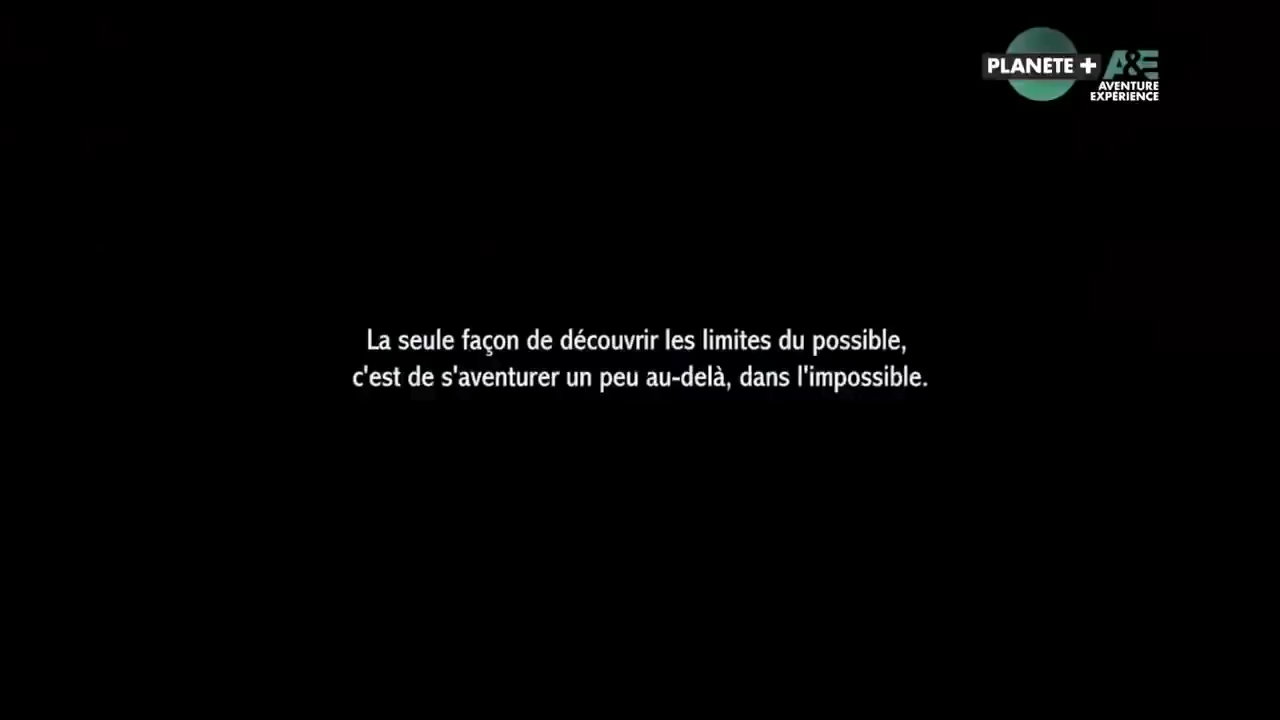 PLANETE +
A&E
AVENTURE
EXPÉRIENCE
La seule façon de découvrir les limites du possible,
c'est de s'aventurer un peu au-delà, dans l'impossible.